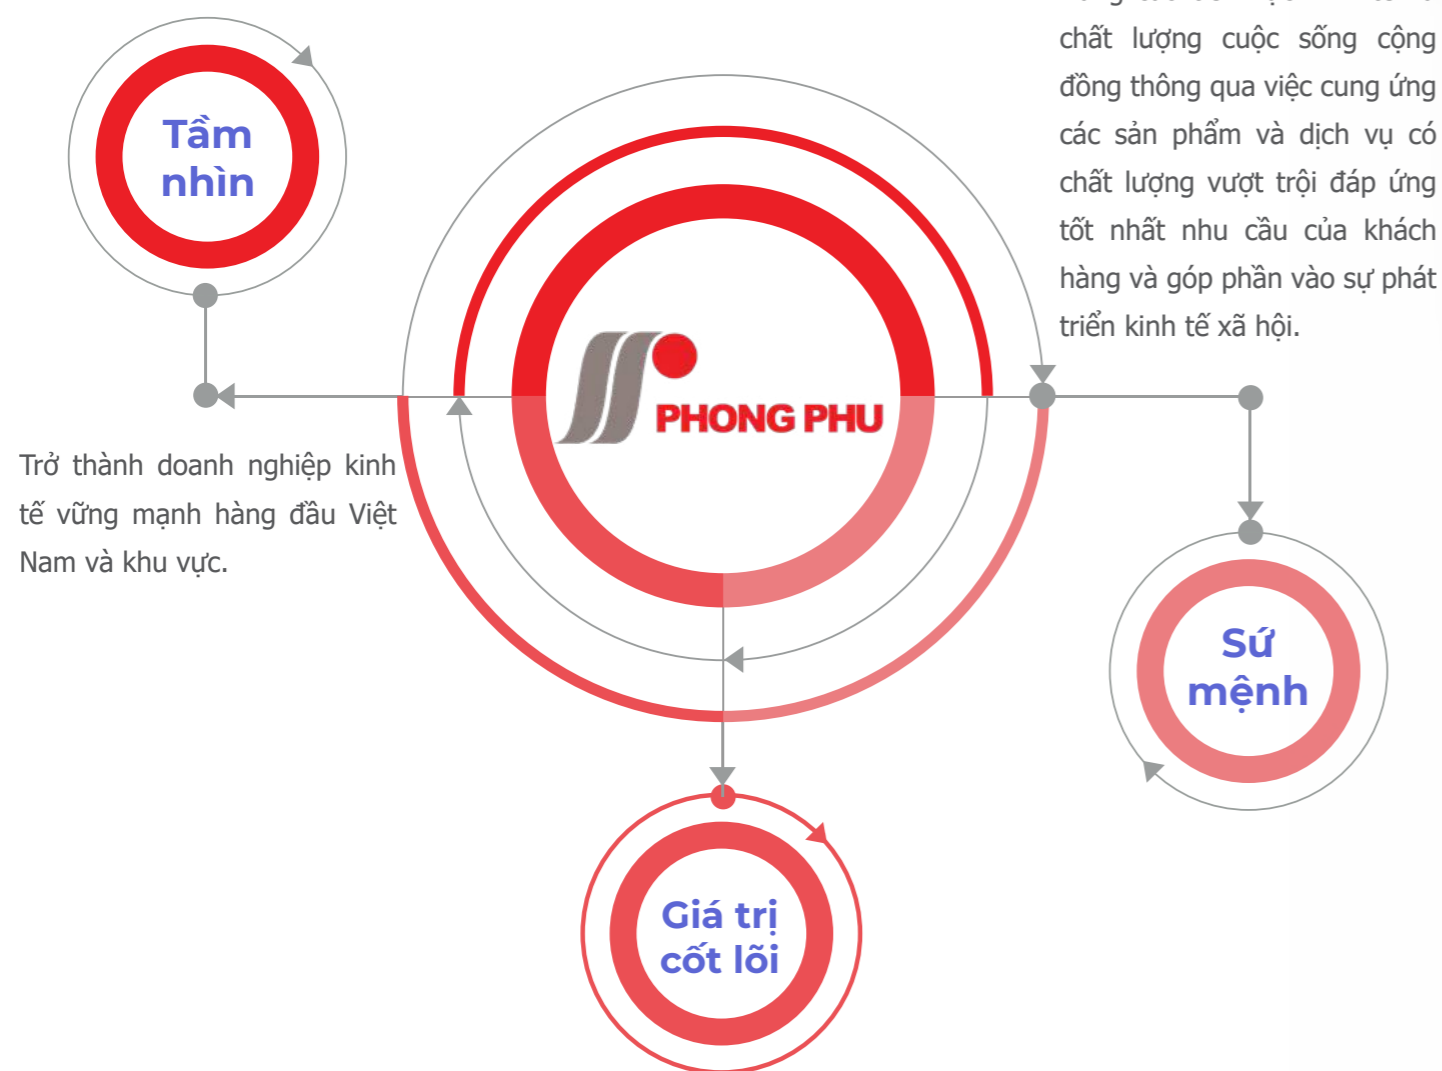 chất lượng cuộc sống cộng
đồng thông qua việc cung ứng
các sản phẩm và dịch vụ có
chất lượng vượt trội đáp ứng
tốt nhất nhu cầu của khách
hàng và góp phần vào sự phát
triển kinh tế xã hội.
Tầm
nhìn
PHONG PHU
Trở thành doanh nghiệp kinh
tế vững mạnh hàng đầu Việt
Nam và khu vực.
Sứ
mệnh
Giá trị
cốt lõi